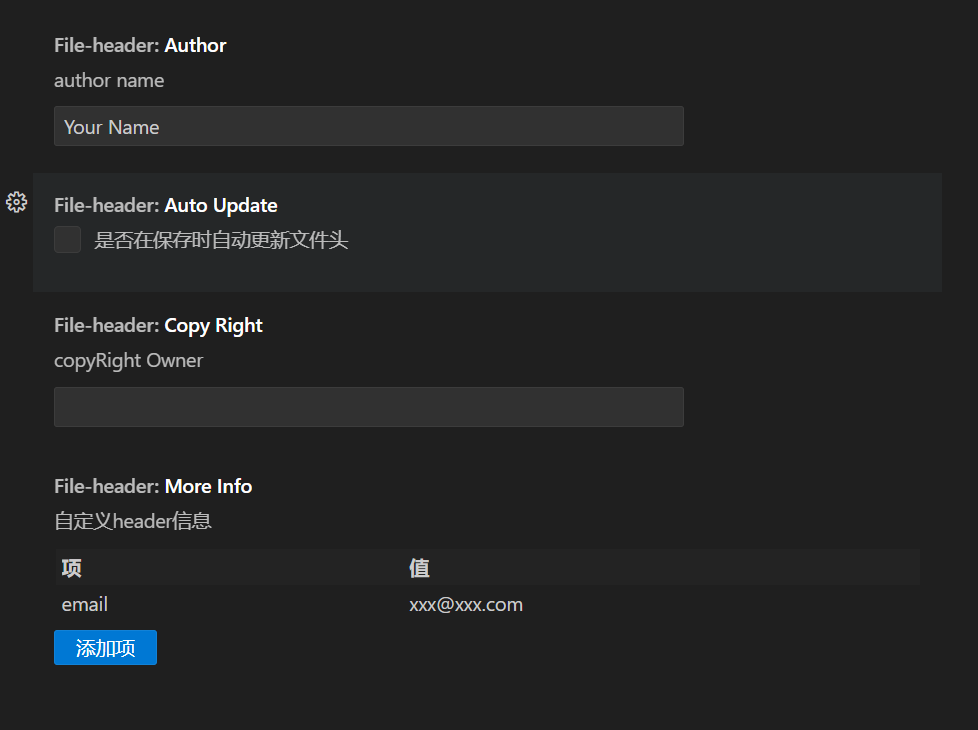 File-header: Author
author name
Your Name
File-header: Auto Update
是否在保存时自动更新文件头
File-header: Copy Right
copyRight Owner
File-header: More Info
自定义header信息
项 值
email xxx@xxx.com
添加项